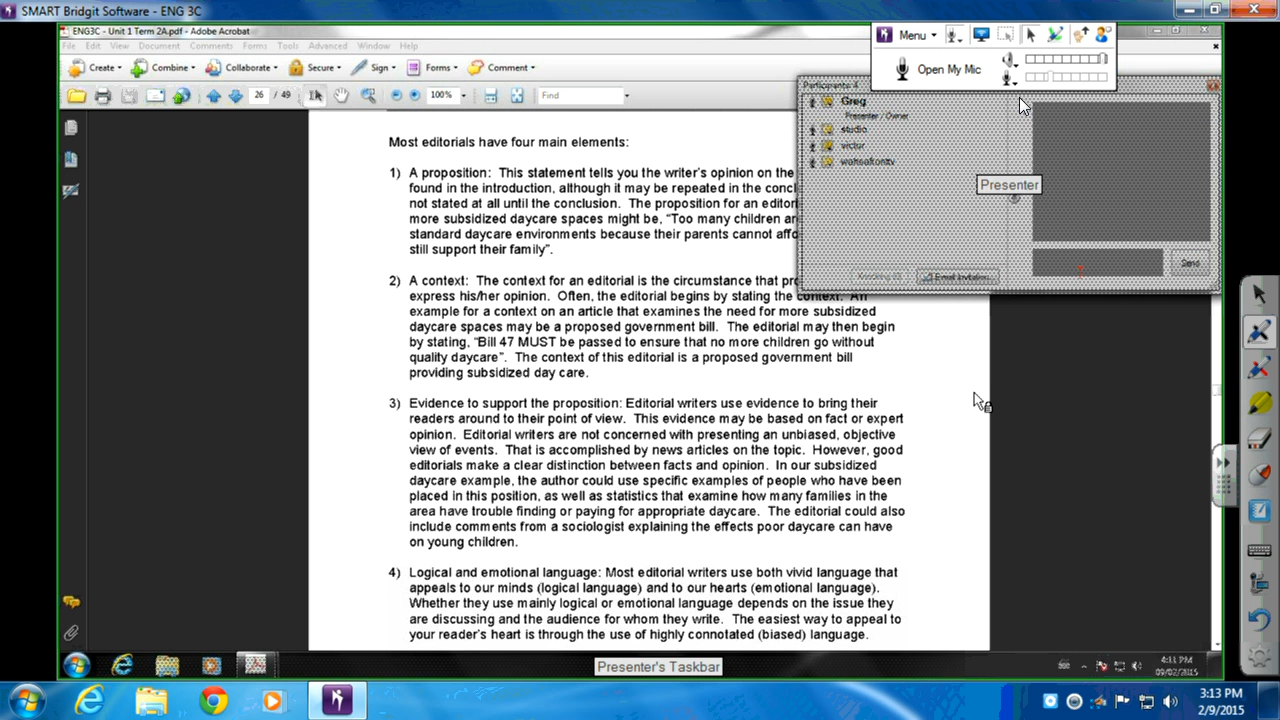 SMART Bridgit Software - ENG 3C
ENG3C - Unit 1 Term 2A.pdf - Adobe Acrobat
File Edit View Document Comments Forms Tools Advanced Window Help
Menu
Create Combine Collaborate Secure Sign Forms Comment
Open My Mic
26 / 49 100% Find
Participants 4
Greg
Presenter / Owner
studio
victor
Presenter
Send
Email Invitation
Most editorials have four main elements:
1) A proposition: This statement tells you the writer's opinion on the
found in the introduction, although it may be repeated in the concl
not stated at all until the conclusion. The proposition for an editori
more subsidized daycare spaces might be, "Too many children are
standard daycare environments because their parents cannot affo
still support their family".
2) A context: The context for an editorial is the circumstance that pro
express his/her opinion. Often, the editorial begins by stating the context. An
example for a context on an article that examines the need for more subsidized
daycare spaces may be a proposed government bill. The editorial may then begin
by stating, "Bill 47 MUST be passed to ensure that no more children go without
quality daycare". The context of this editorial is a proposed government bill
providing subsidized day care.
3) Evidence to support the proposition: Editorial writers use evidence to bring their
readers around to their point of view. This evidence may be based on fact or expert
opinion. Editorial writers are not concerned with presenting an unbiased, objective
view of events. That is accomplished by news articles on the topic. However, good
editorials make a clear distinction between facts and opinion. In our subsidized
daycare example, the author could use specific examples of people who have been
placed in this position, as well as statistics that examine how many families in the
area have trouble finding or paying for appropriate daycare. The editorial could also
include comments from a sociologist explaining the effects poor daycare can have
on young children.
4) Logical and emotional language: Most editorial writers use both vivid language that
appeals to our minds (logical language) and to our hearts (emotional language).
Whether they use mainly logical or emotional language depends on the issue they
are discussing and the audience for whom they write. The easiest way to appeal to
your reader's heart is through the use of highly connotated (biased) language.
Presenter's Taskbar
4:11 PM
09/02/2015
3:13 PM
2/9/2015